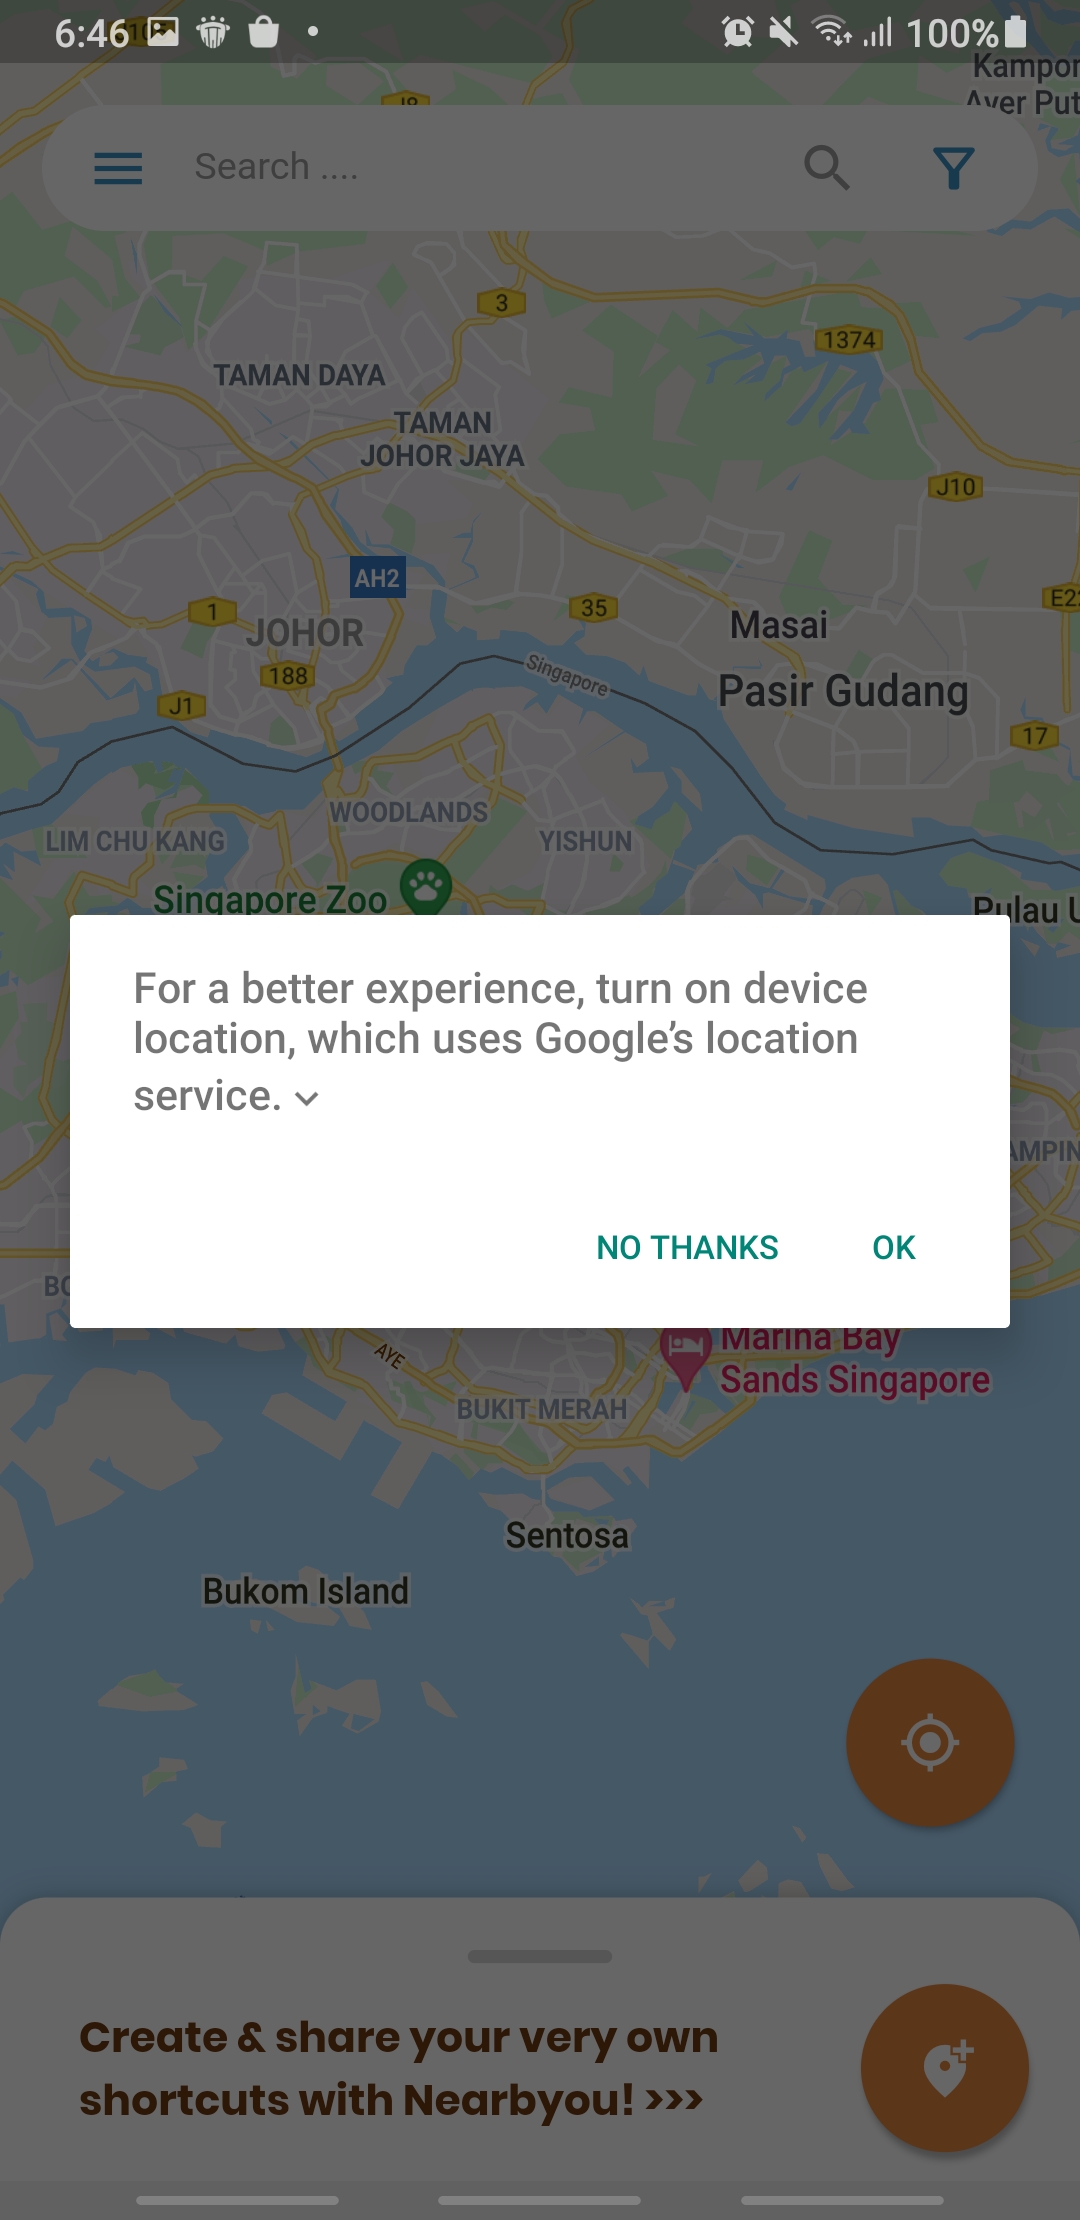 6:46
100%
Kampon
Ayer Put
J8
Search ....
3
1374
TAMAN DAYA
TAMAN
JOHOR JAYA
J10
AH2
E22
1
35
JOHOR
Masai
188
Singapore
Pasir Gudang
J1
17
WOODLANDS
LIM CHU KANG
YISHUN
Singapore Zoo
Pulau U
For a better experience, turn on device
location, which uses Google’s location
service.
AMPIN
NO THANKS
OK
BO
Marina Bay
Sands Singapore
AYE
BUKIT MERAH
Sentosa
Bukom Island
Create & share your very own
shortcuts with Nearbyou! >>>